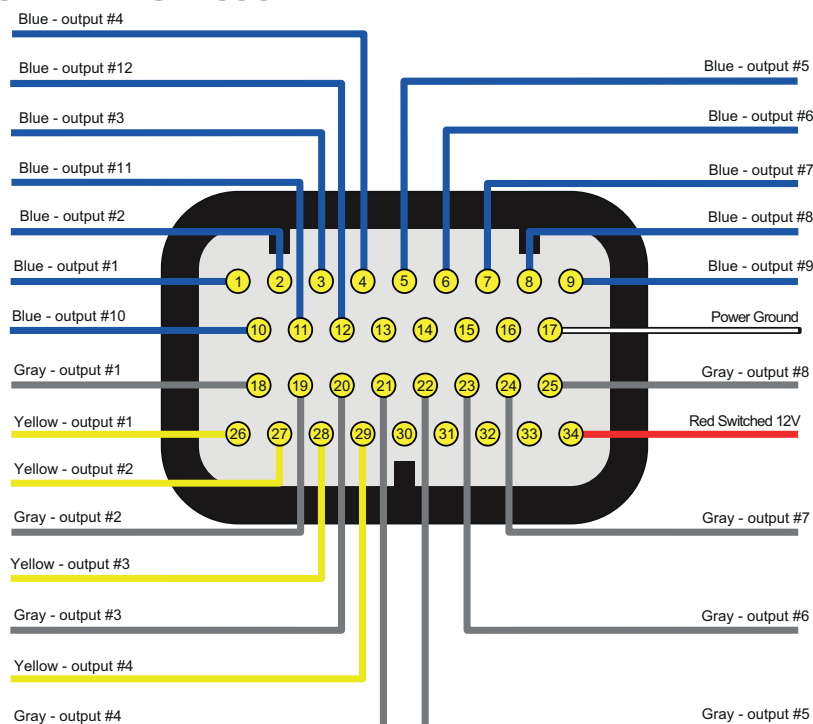 Blue - output #4
Blue - output #12
Blue - output #5
Blue - output #3
Blue - output #6
Blue - output #11
Blue - output #7
Blue - output #2
Blue - output #8
Blue - output #1
Blue - output #9
1 2 3 4 5 6 7 8 9
Blue - output #10
Power Ground
10 11 12 13 14 15 16 17
Gray - output #1
Gray - output #8
18 19 20 21 22 23 24 25
Yellow - output #1
Red Switched 12V
26 27 28 29 30 31 32 33 34
Yellow - output #2
Gray - output #2
Gray - output #7
Yellow - output #3
Gray - output #3
Gray - output #6
Yellow - output #4
Gray - output #4
Gray - output #5